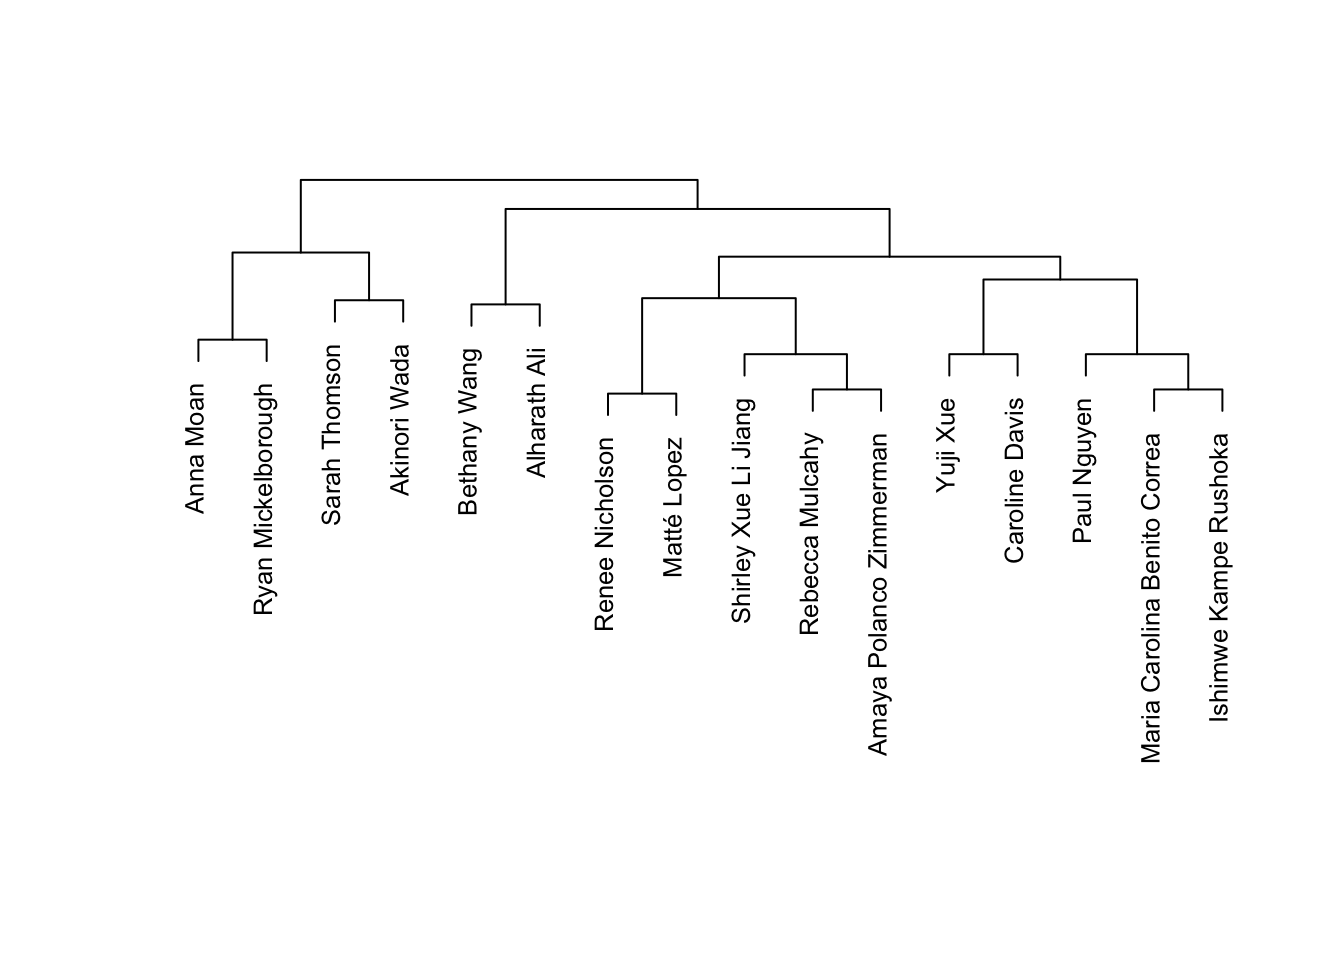 Anna Moan
Ryan Mickelborough
Sarah Thomson
Akinori Wada
Bethany Wang
Alharath Ali
Renee Nicholson
Matté Lopez
Shirley Xue Li Jiang
Rebecca Mulcahy
Amaya Polanco Zimmerman
Yuji Xue
Caroline Davis
Paul Nguyen
Maria Carolina Benito Correa
Ishimwe Kampe Rushoka